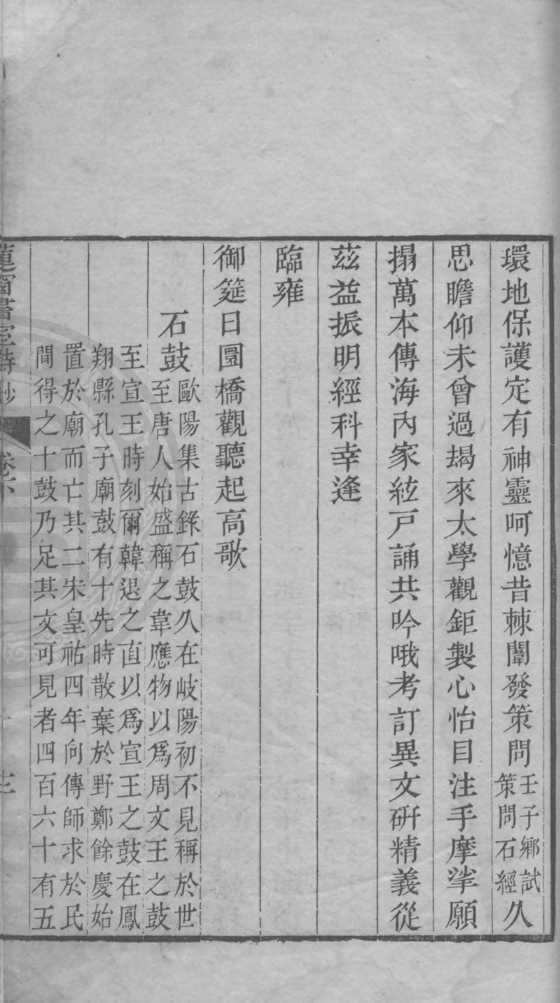 環地保護定有神靈呵憶昔棘闈發策問壬子鄉試策問石經久
思瞻仰未曾過朅來太學觀鉅製心怡目注手摩挲願
搨萬本傳海內家絃戶誦共吟哦考訂異文研精義從
茲益振明經科幸逢
臨雍
御筵日圜橋觀聽起高歌
石鼓歐陽集古錄石鼓久在岐陽初不見稱於世
至唐人始盛稱之韋應物以為周文王之鼓
至宣王時刻爾韓退之直以為宣王之鼓在鳳
翔縣孔子廟鼓有十先時散棄於野鄭餘慶始
置於廟而亡其二宋皇祐四年向傳師求於民
間得之十鼓乃足其文可見者四百六十有五
書室詩鈔
卷下